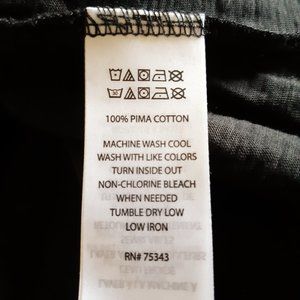 100% PIMA COTTON
MACHINE WASH COOL
WASH WITH LIKE COLORS
TURN INSIDE OUT
NON-CHLORINE BLEACH
WHEN NEEDED
TUMBLE DRY LOW
LOW IRON
RN# 75343